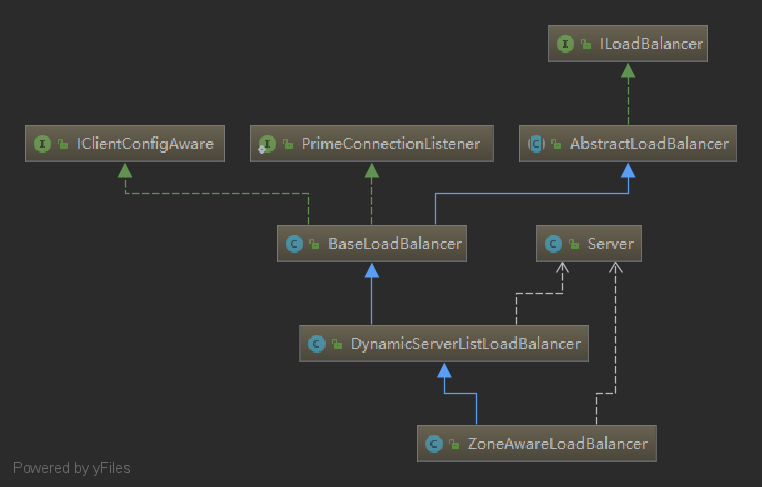 ILoadBalancer
IClientConfigAware
PrimeConnectionListener
AbstractLoadBalancer
BaseLoadBalancer
Server
DynamicServerListLoadBalancer
ZoneAwareLoadBalancer
Powered by yFiles